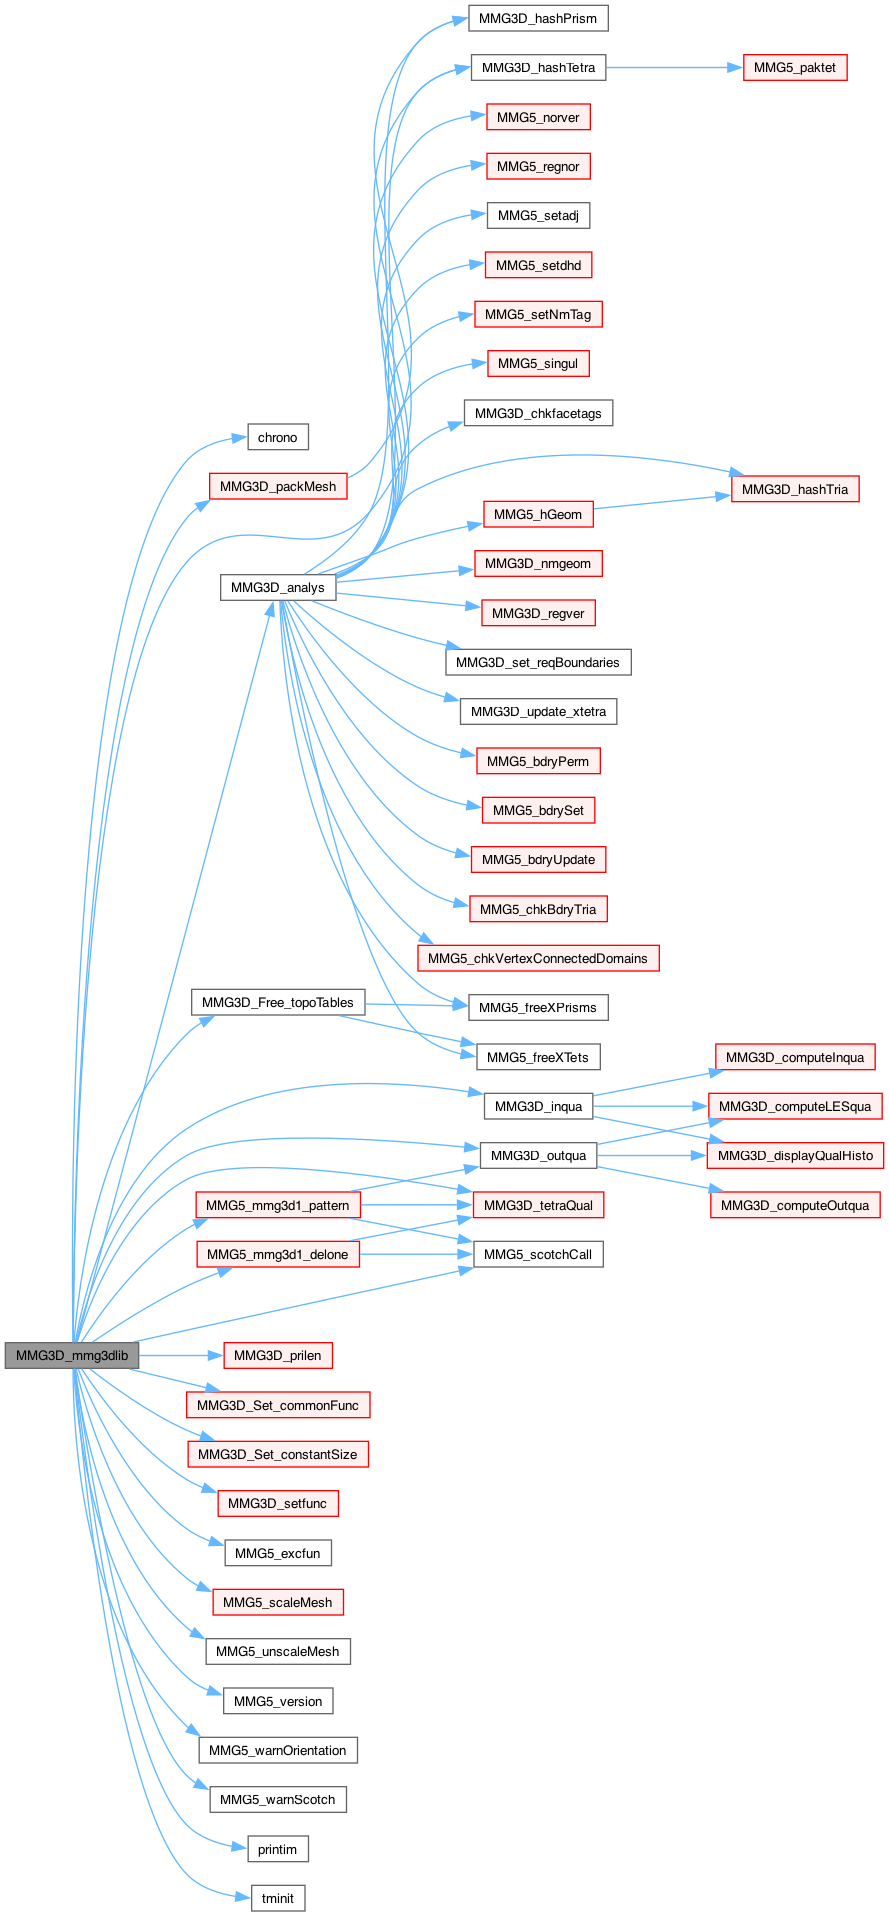 MMG3D_hashPrism
MMG3D_hashTetra
MMG5_paktet
MMG5_norver
MMG5_regnor
MMG5_setadj
MMG5_setdhd
MMG5_setNmTag
MMG5_singul
MMG3D_chkfacetags
chrono
MMG3D_packMesh
MMG3D_hashTria
MMG5_hGeom
MMG3D_nmgeom
MMG3D_analys
MMG3D_regver
MMG3D_set_reqBoundaries
MMG3D_update_xtetra
MMG5_bdryPerm
MMG5_bdrySet
MMG5_bdryUpdate
MMG5_chkBdryTria
MMG5_chkVertexConnectedDomains
MMG3D_Free_topoTables
MMG5_freeXPrisms
MMG5_freeXTets
MMG3D_computeInqua
MMG3D_inqua
MMG3D_computeLESqua
MMG3D_outqua
MMG3D_displayQualHisto
MMG5_mmg3d1_pattern
MMG3D_tetraQual
MMG3D_computeOutqua
MMG5_mmg3d1_delone
MMG5_scotchCall
MMG3D_mmg3dlib
MMG3D_prilen
MMG3D_Set_commonFunc
MMG3D_Set_constantSize
MMG3D_setfunc
MMG5_excfun
MMG5_scaleMesh
MMG5_unscaleMesh
MMG5_version
MMG5_warnOrientation
MMG5_warnScotch
printim
tminit